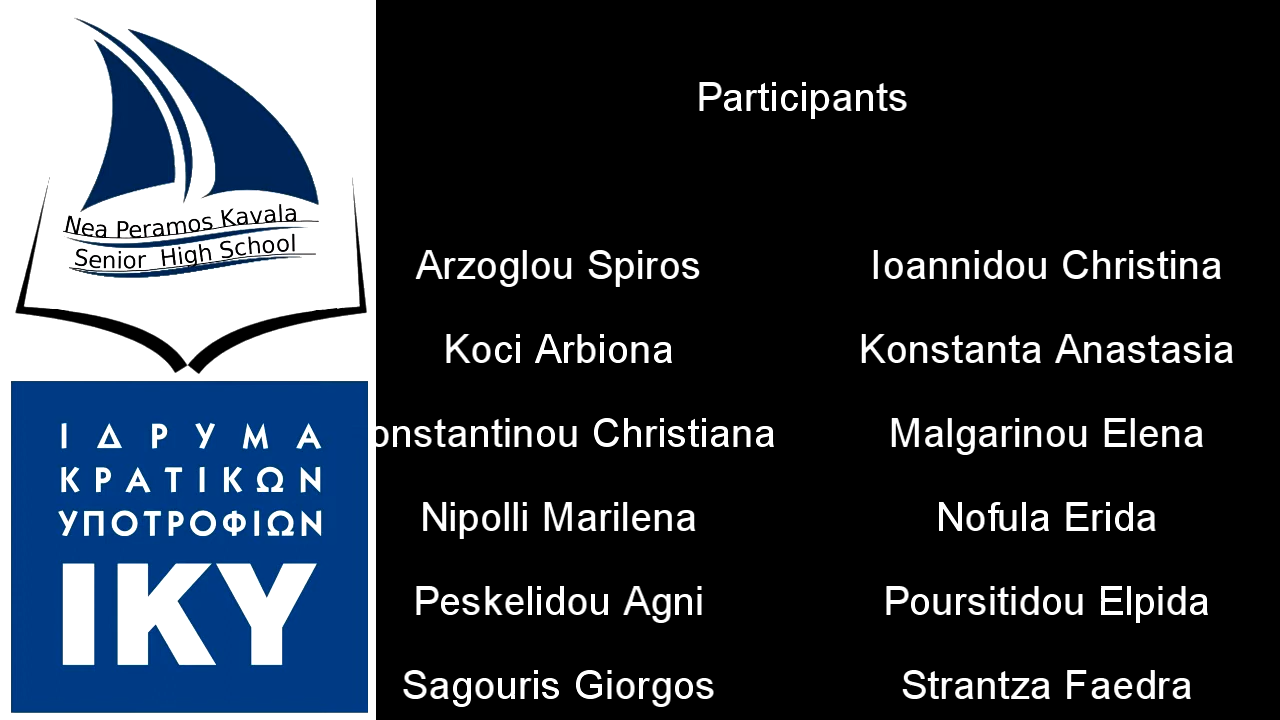 Nea Peramos Kavala
Senior High School
ΙΔΡΥΜΑ
ΚΡΑΤΙΚΩΝ
ΥΠΟΤΡΟΦΙΩΝ
ΙΚΥ
Participants
Arzoglou Spiros Ioannidou Christina
Koci Arbiona Konstanta Anastasia
onstantinou Christiana Malgarinou Elena
Nipolli Marilena Nofula Erida
Peskelidou Agni Poursitidou Elpida
Sagouris Giorgos Strantza Faedra